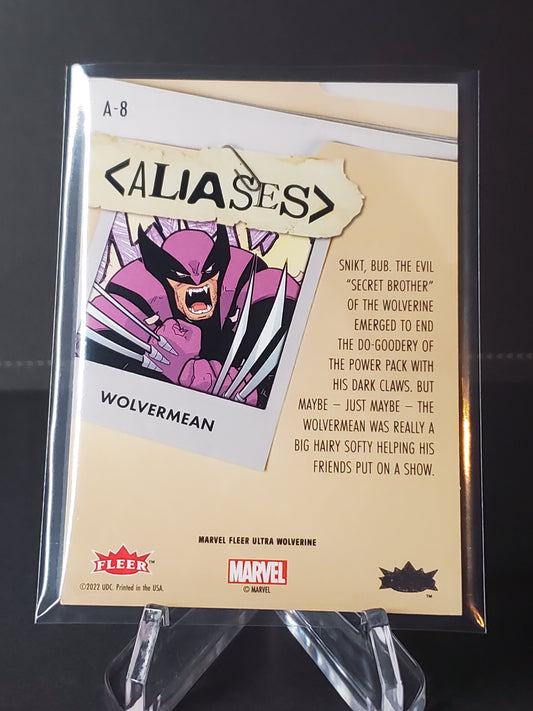 A-8
<ALIASES>
SNIKT, BUB. THE EVIL
"SECRET BROTHER"
OF THE WOLVERINE
EMERGED TO END
THE DO-GOODERY OF
THE POWER PACK WITH
HIS DARK CLAWS. BUT
MAYBE – JUST MAYBE – THE
WOLVERMEAN WAS REALLY A
BIG HAIRY SOFTY HELPING HIS
FRIENDS PUT ON A SHOW.
WOLVERMEAN
MARVEL FLEER ULTRA WOLVERINE
FLEER™
©2022 UDC. Printed in the USA.
MARVEL
© MARVEL
™